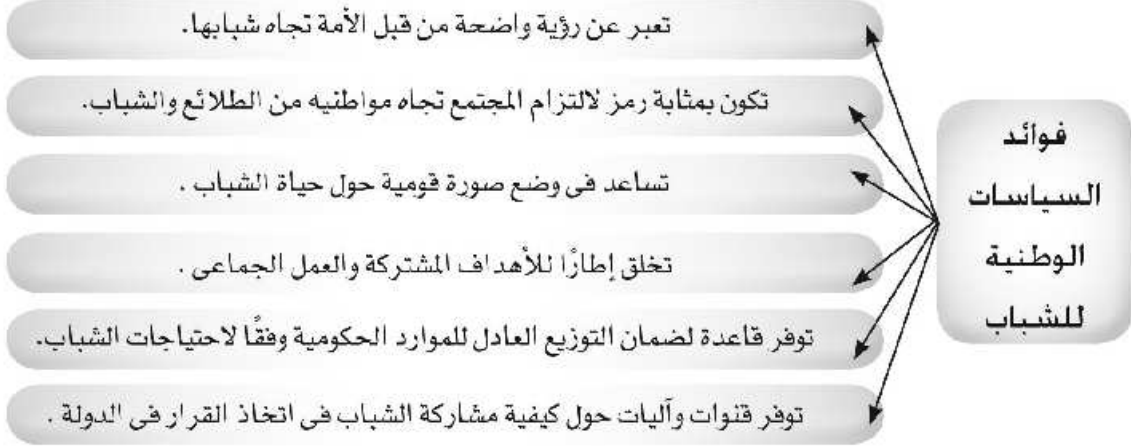 فوائد
السياسات
الوطنية
للشباب
تعبر عن رؤية واضحة من قبل الأمة تجاه شبابها.
تكون بمثابة رمز لالتزام المجتمع تجاه مواطنيه من الطلائع والشباب.
تساعد فى وضع صورة قومية حول حياة الشباب .
تخلق إطارًا للأهداف المشتركة والعمل الجماعى .
توفر قاعدة لضمان التوزيع العادل للموارد الحكومية وفقًا لاحتياجات الشباب.
توفر قنوات وآليات حول كيفية مشاركة الشباب فى اتخاذ القرار فى الدولة .